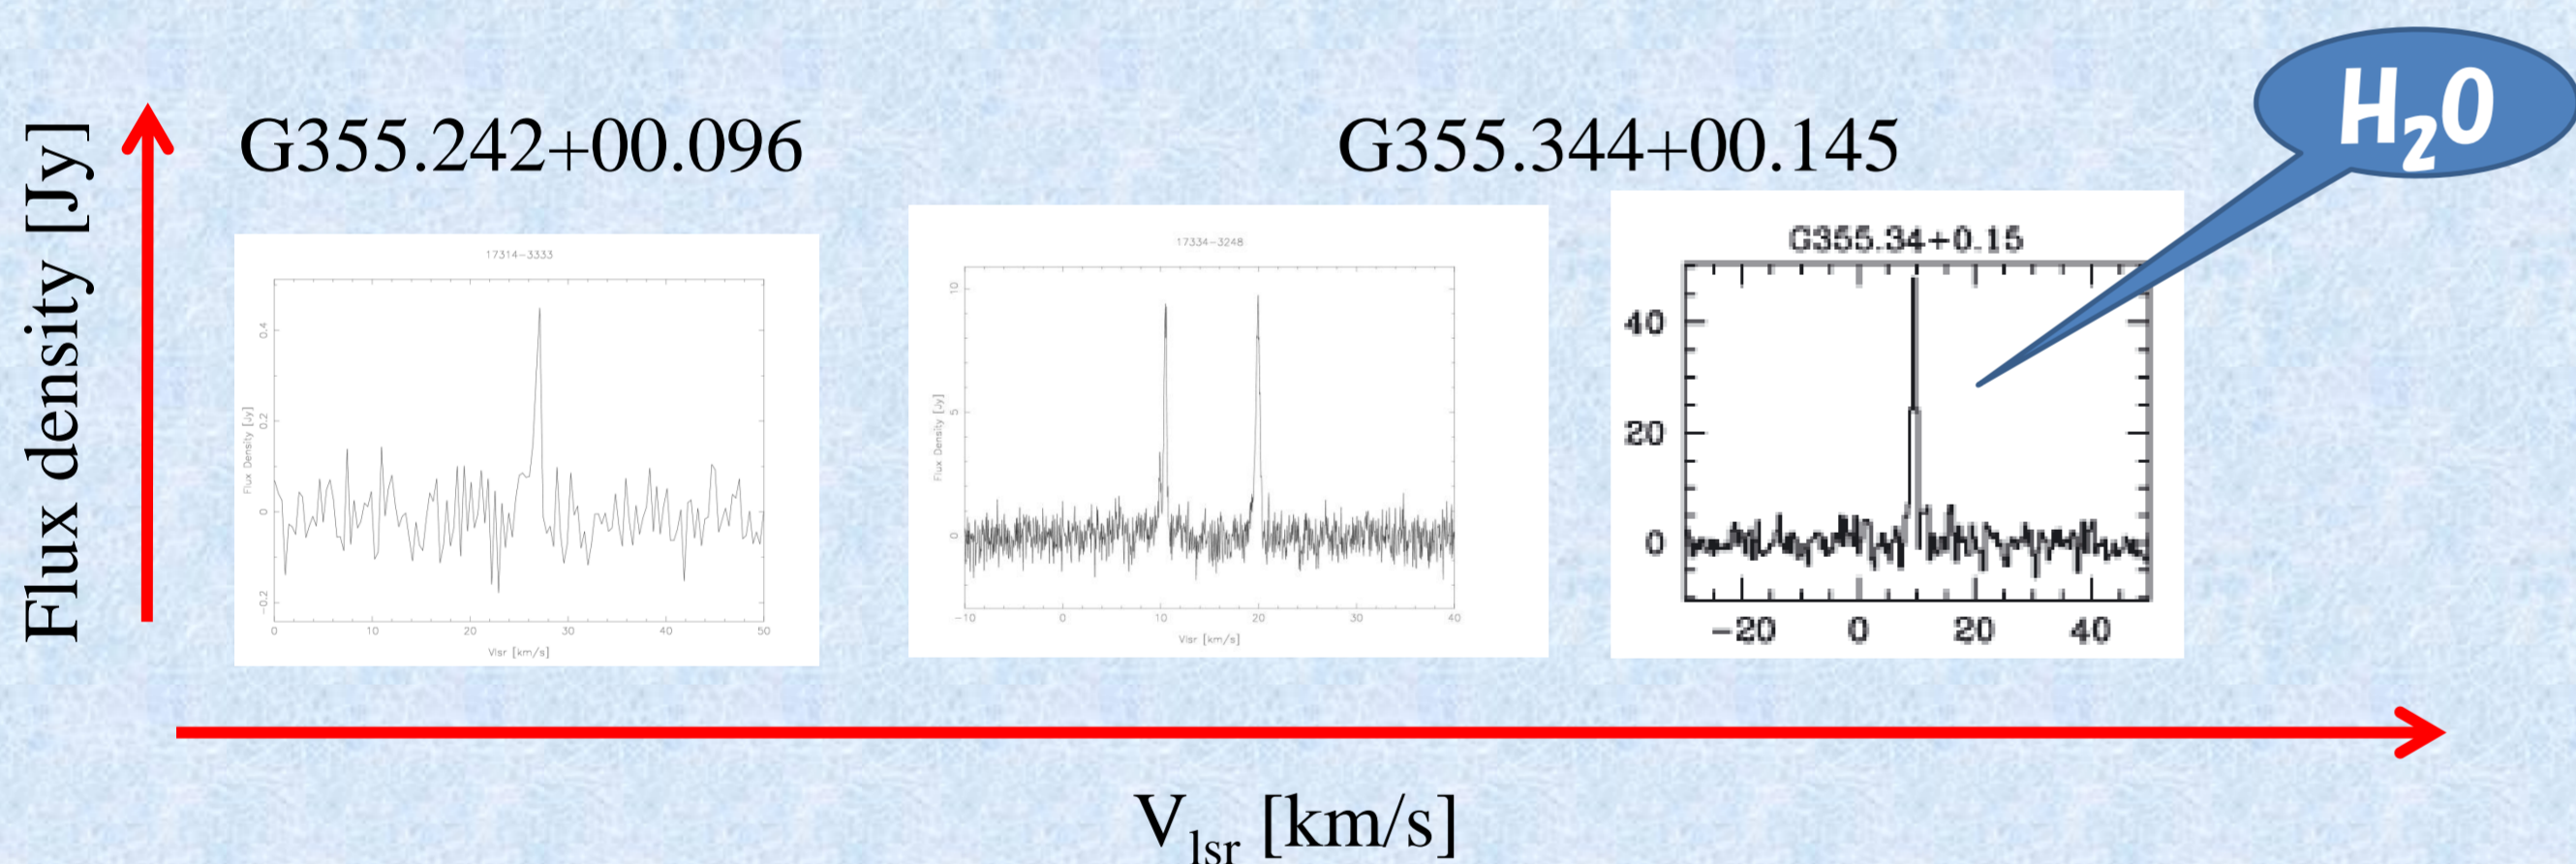 H2O
G355.242+00.096
G355.344+00.145
Flux density [Jy]
17314-3333
0.4
0.2
0
-0.2
Flux Density [Jy]
0 10 20 30 40 50
Vlsr [km/s]
17334-3248
10
5
0
Flux Density [Jy]
-10 0 10 20 30 40
Vlsr [km/s]
G355.34+0.15
40
20
0
-20 0 20 40
Vlsr [km/s]